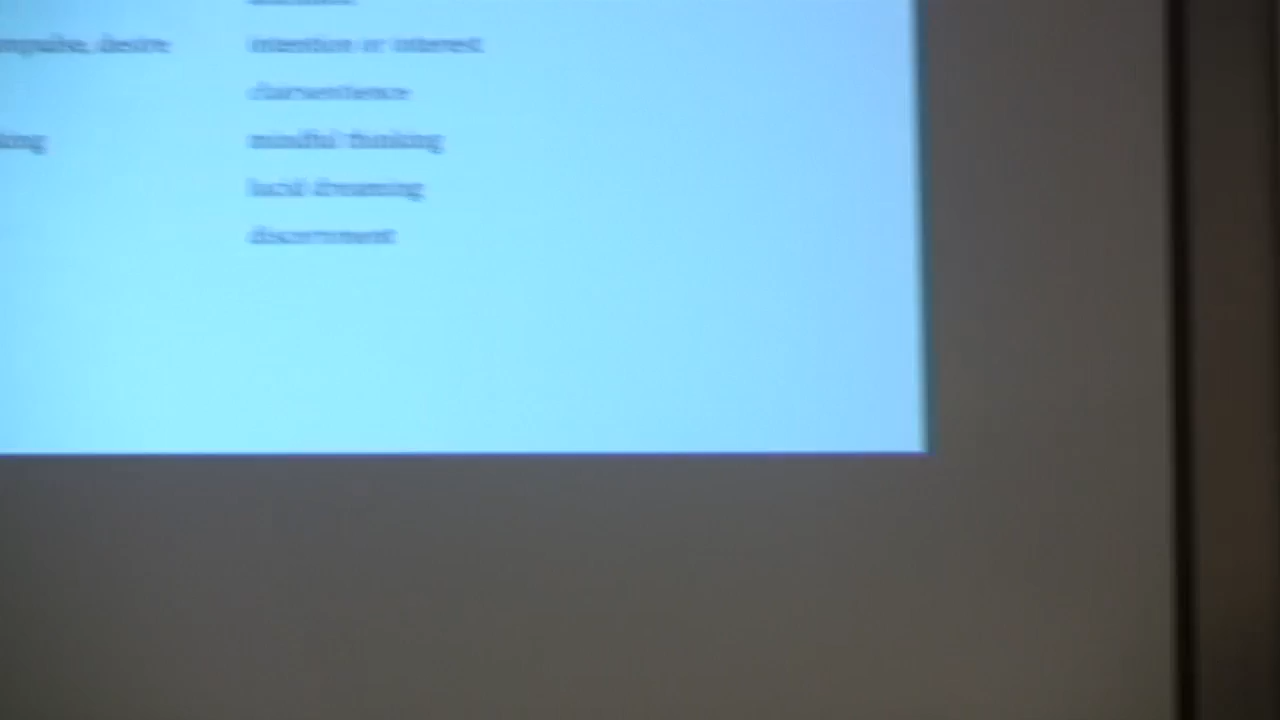 impulse, desire intention or interest
clairsentience
mindful thinking
lucid dreaming
discernment